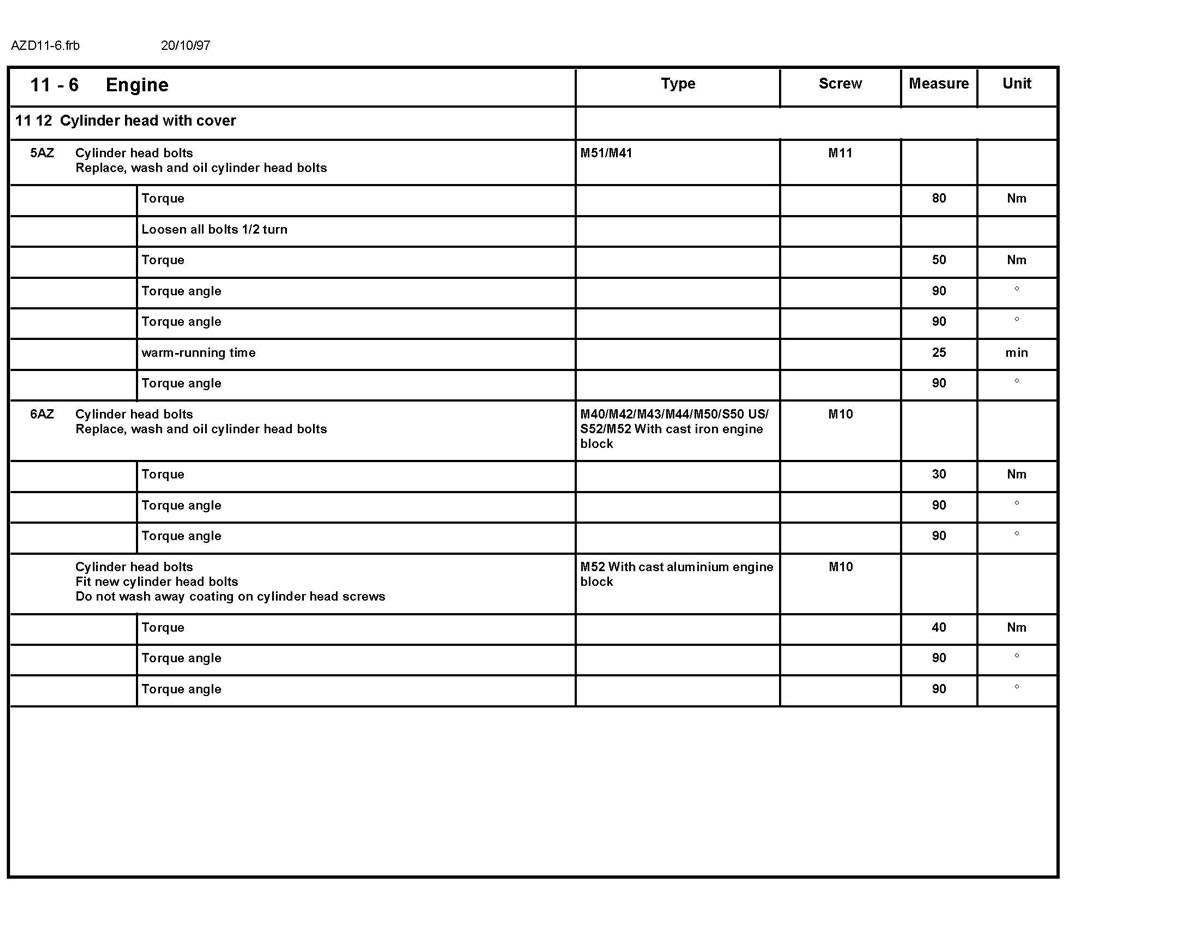 AZD11-6.frb 20/10/97
11 - 6 Engine Type Screw Measure Unit
11 12 Cylinder head with cover
5AZ Cylinder head bolts M51/M41 M11
Replace, wash and oil cylinder head bolts
Torque 80 Nm
Loosen all bolts 1/2 turn
Torque 50 Nm
Torque angle 90 °
Torque angle 90 °
warm-running time 25 min
Torque angle 90 °
6AZ Cylinder head bolts M40/M42/M43/M44/M50/S50 US/ M10
Replace, wash and oil cylinder head bolts S52/M52 With cast iron engine
block
Torque 30 Nm
Torque angle 90 °
Torque angle 90 °
Cylinder head bolts M52 With cast aluminium engine M10
Fit new cylinder head bolts block
Do not wash away coating on cylinder head screws
Torque 40 Nm
Torque angle 90 °
Torque angle 90 °